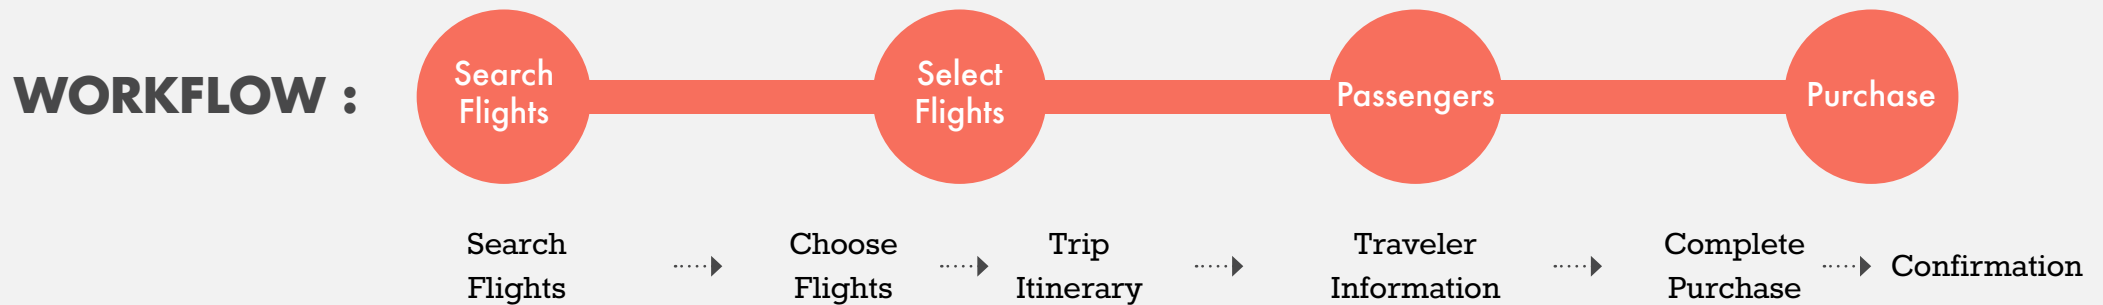 WORKFLOW :
Search
Flights
Select
Flights
Passengers
Purchase
Search
Flights
Choose
Flights
Trip
Itinerary
Traveler
Information
Complete
Purchase
Confirmation